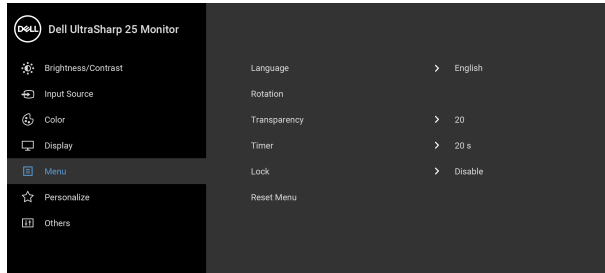 DELL Dell UltraSharp 25 Monitor
Brightness/Contrast
Input Source
Color
Display
Menu
Personalize
Others
Language English
Rotation
Transparency 20
Timer 20 s
Lock Disable
Reset Menu